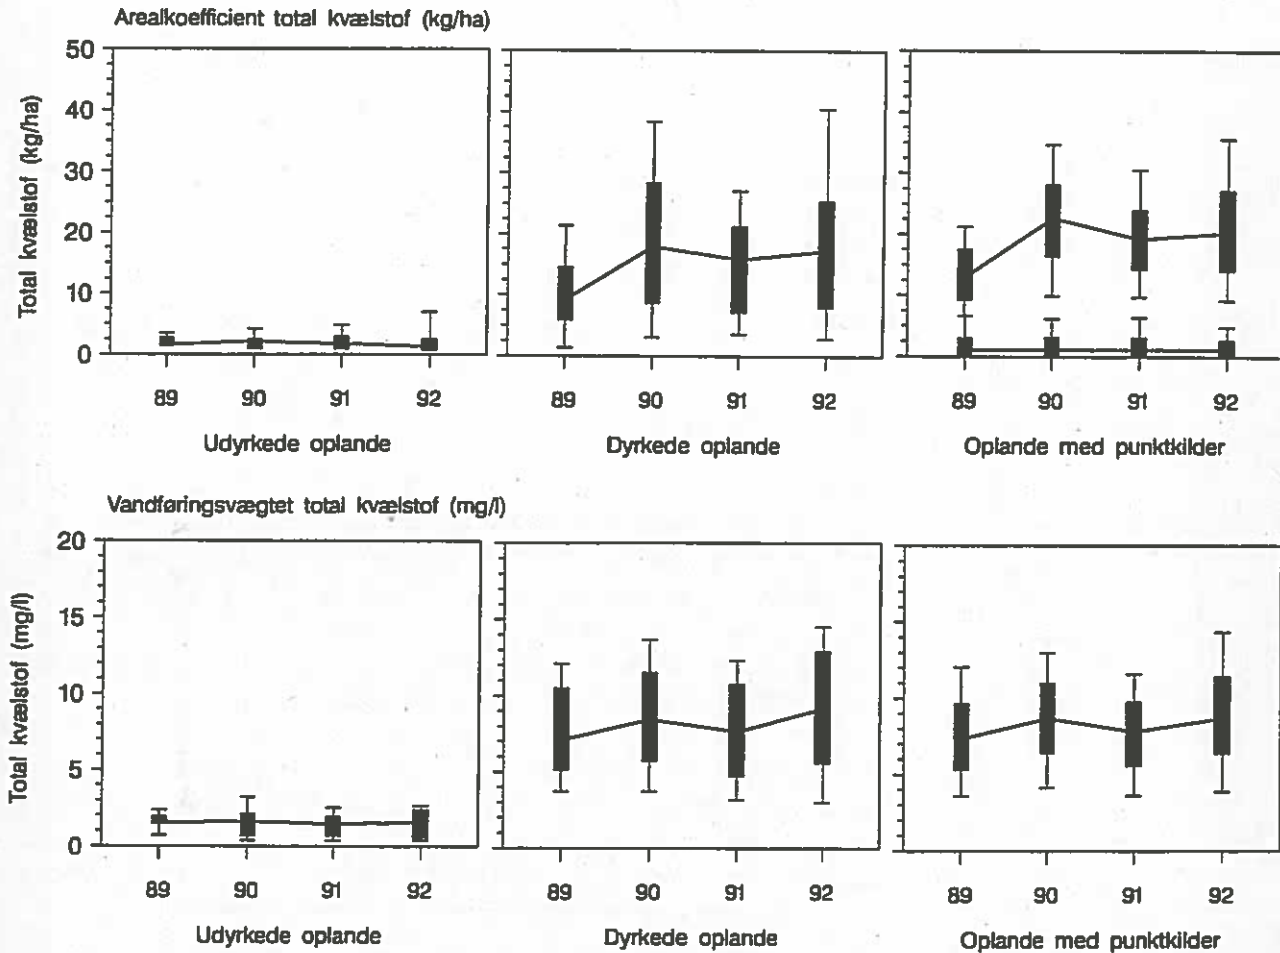 Arealkoefficient total kvælstof (kg/ha)
Total kvælstof (kg/ha)
50
40
30
20
10
0
89 90 91 92
89 90 91 92
89 90 91 92
Udyrkede oplande
Dyrkede oplande
Oplande med punktkilder
Vandføringsvægtet total kvælstof (mg/l)
Total kvælstof (mg/l)
20
15
10
5
0
89 90 91 92
89 90 91 92
89 90 91 92
Udyrkede oplande
Dyrkede oplande
Oplande med punktkilder